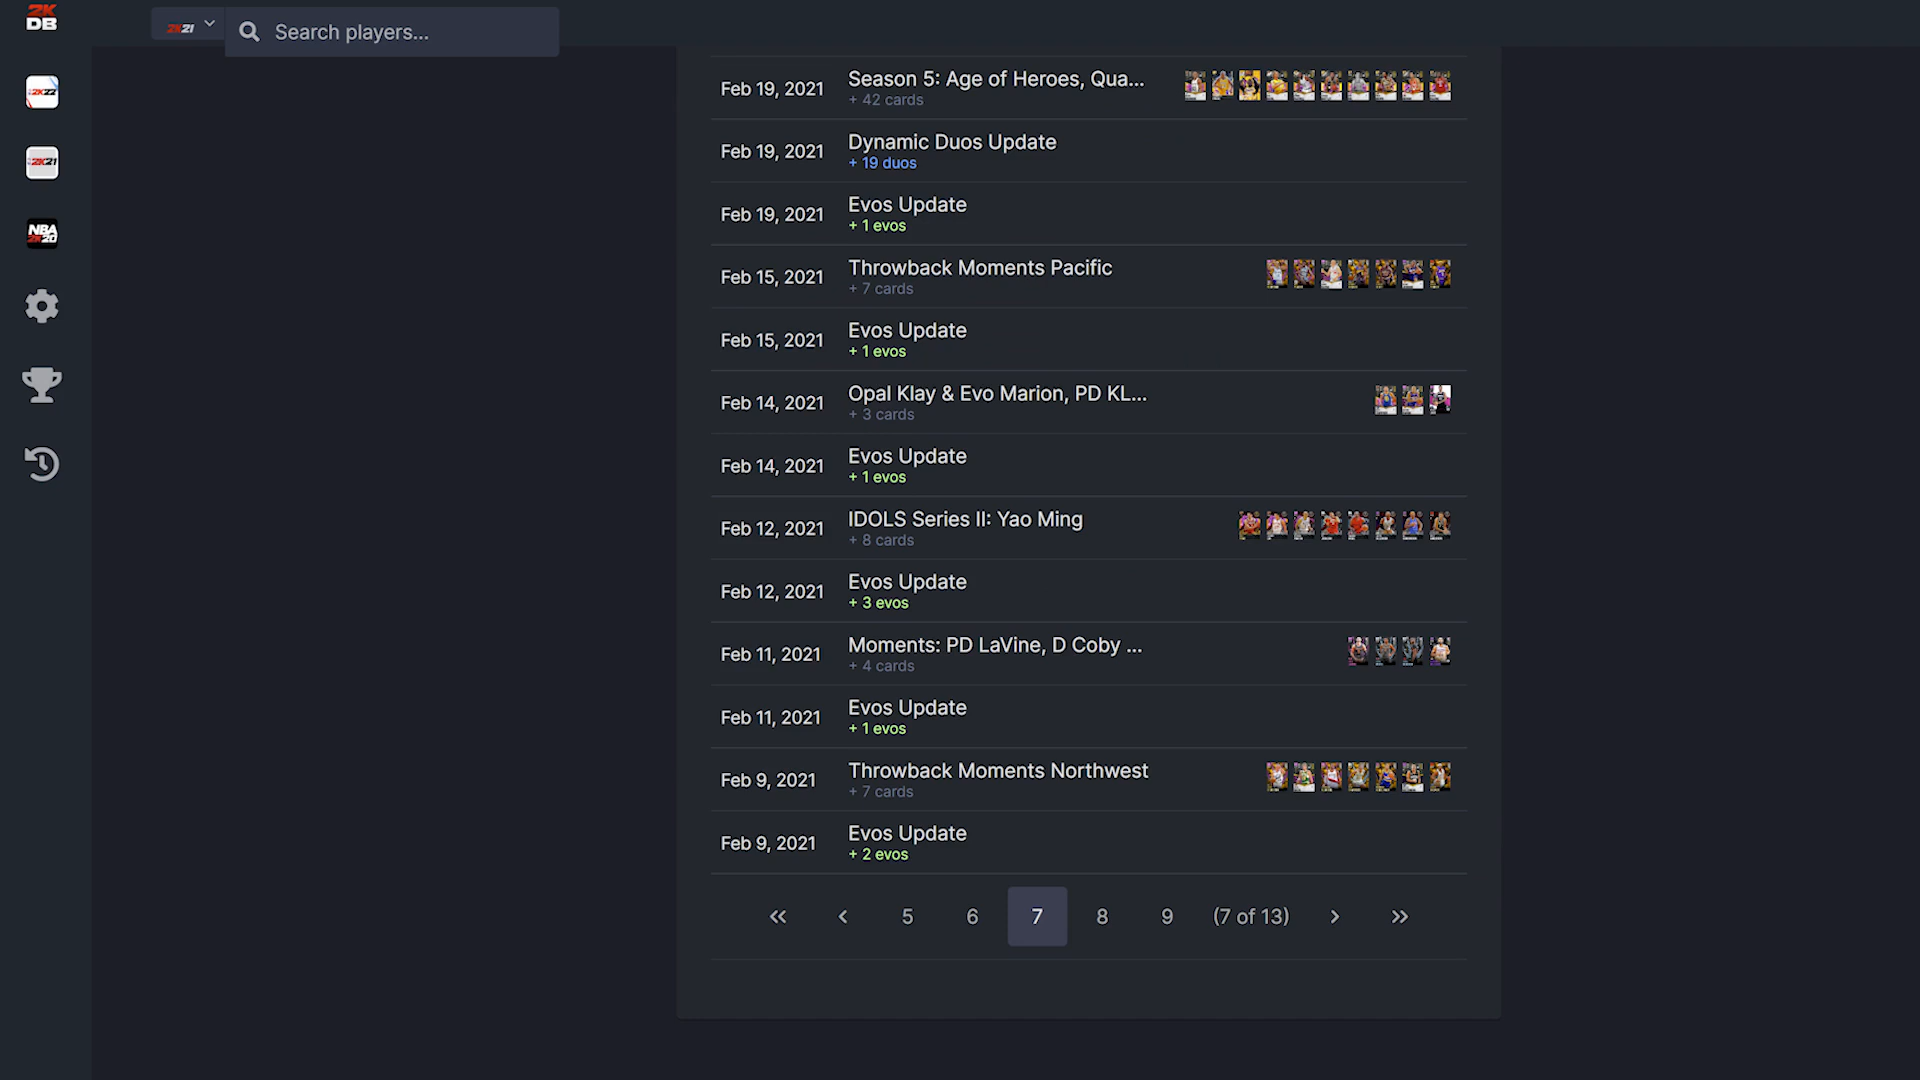 2K
DB
2K21
Search players...
2K22
2K21
NBA
2K20
Feb 19, 2021
Season 5: Age of Heroes, Qua...
+ 42 cards
Feb 19, 2021
Dynamic Duos Update
+ 19 duos
Feb 19, 2021
Evos Update
+ 1 evos
Feb 15, 2021
Throwback Moments Pacific
+ 7 cards
Feb 15, 2021
Evos Update
+ 1 evos
Feb 14, 2021
Opal Klay & Evo Marion, PD KL...
+ 3 cards
Feb 14, 2021
Evos Update
+ 1 evos
Feb 12, 2021
IDOLS Series II: Yao Ming
+ 8 cards
Feb 12, 2021
Evos Update
+ 3 evos
Feb 11, 2021
Moments: PD LaVine, D Coby ...
+ 4 cards
Feb 11, 2021
Evos Update
+ 1 evos
Feb 9, 2021
Throwback Moments Northwest
+ 7 cards
Feb 9, 2021
Evos Update
+ 2 evos
« ‹ 5 6 7 8 9 (7 of 13) › »